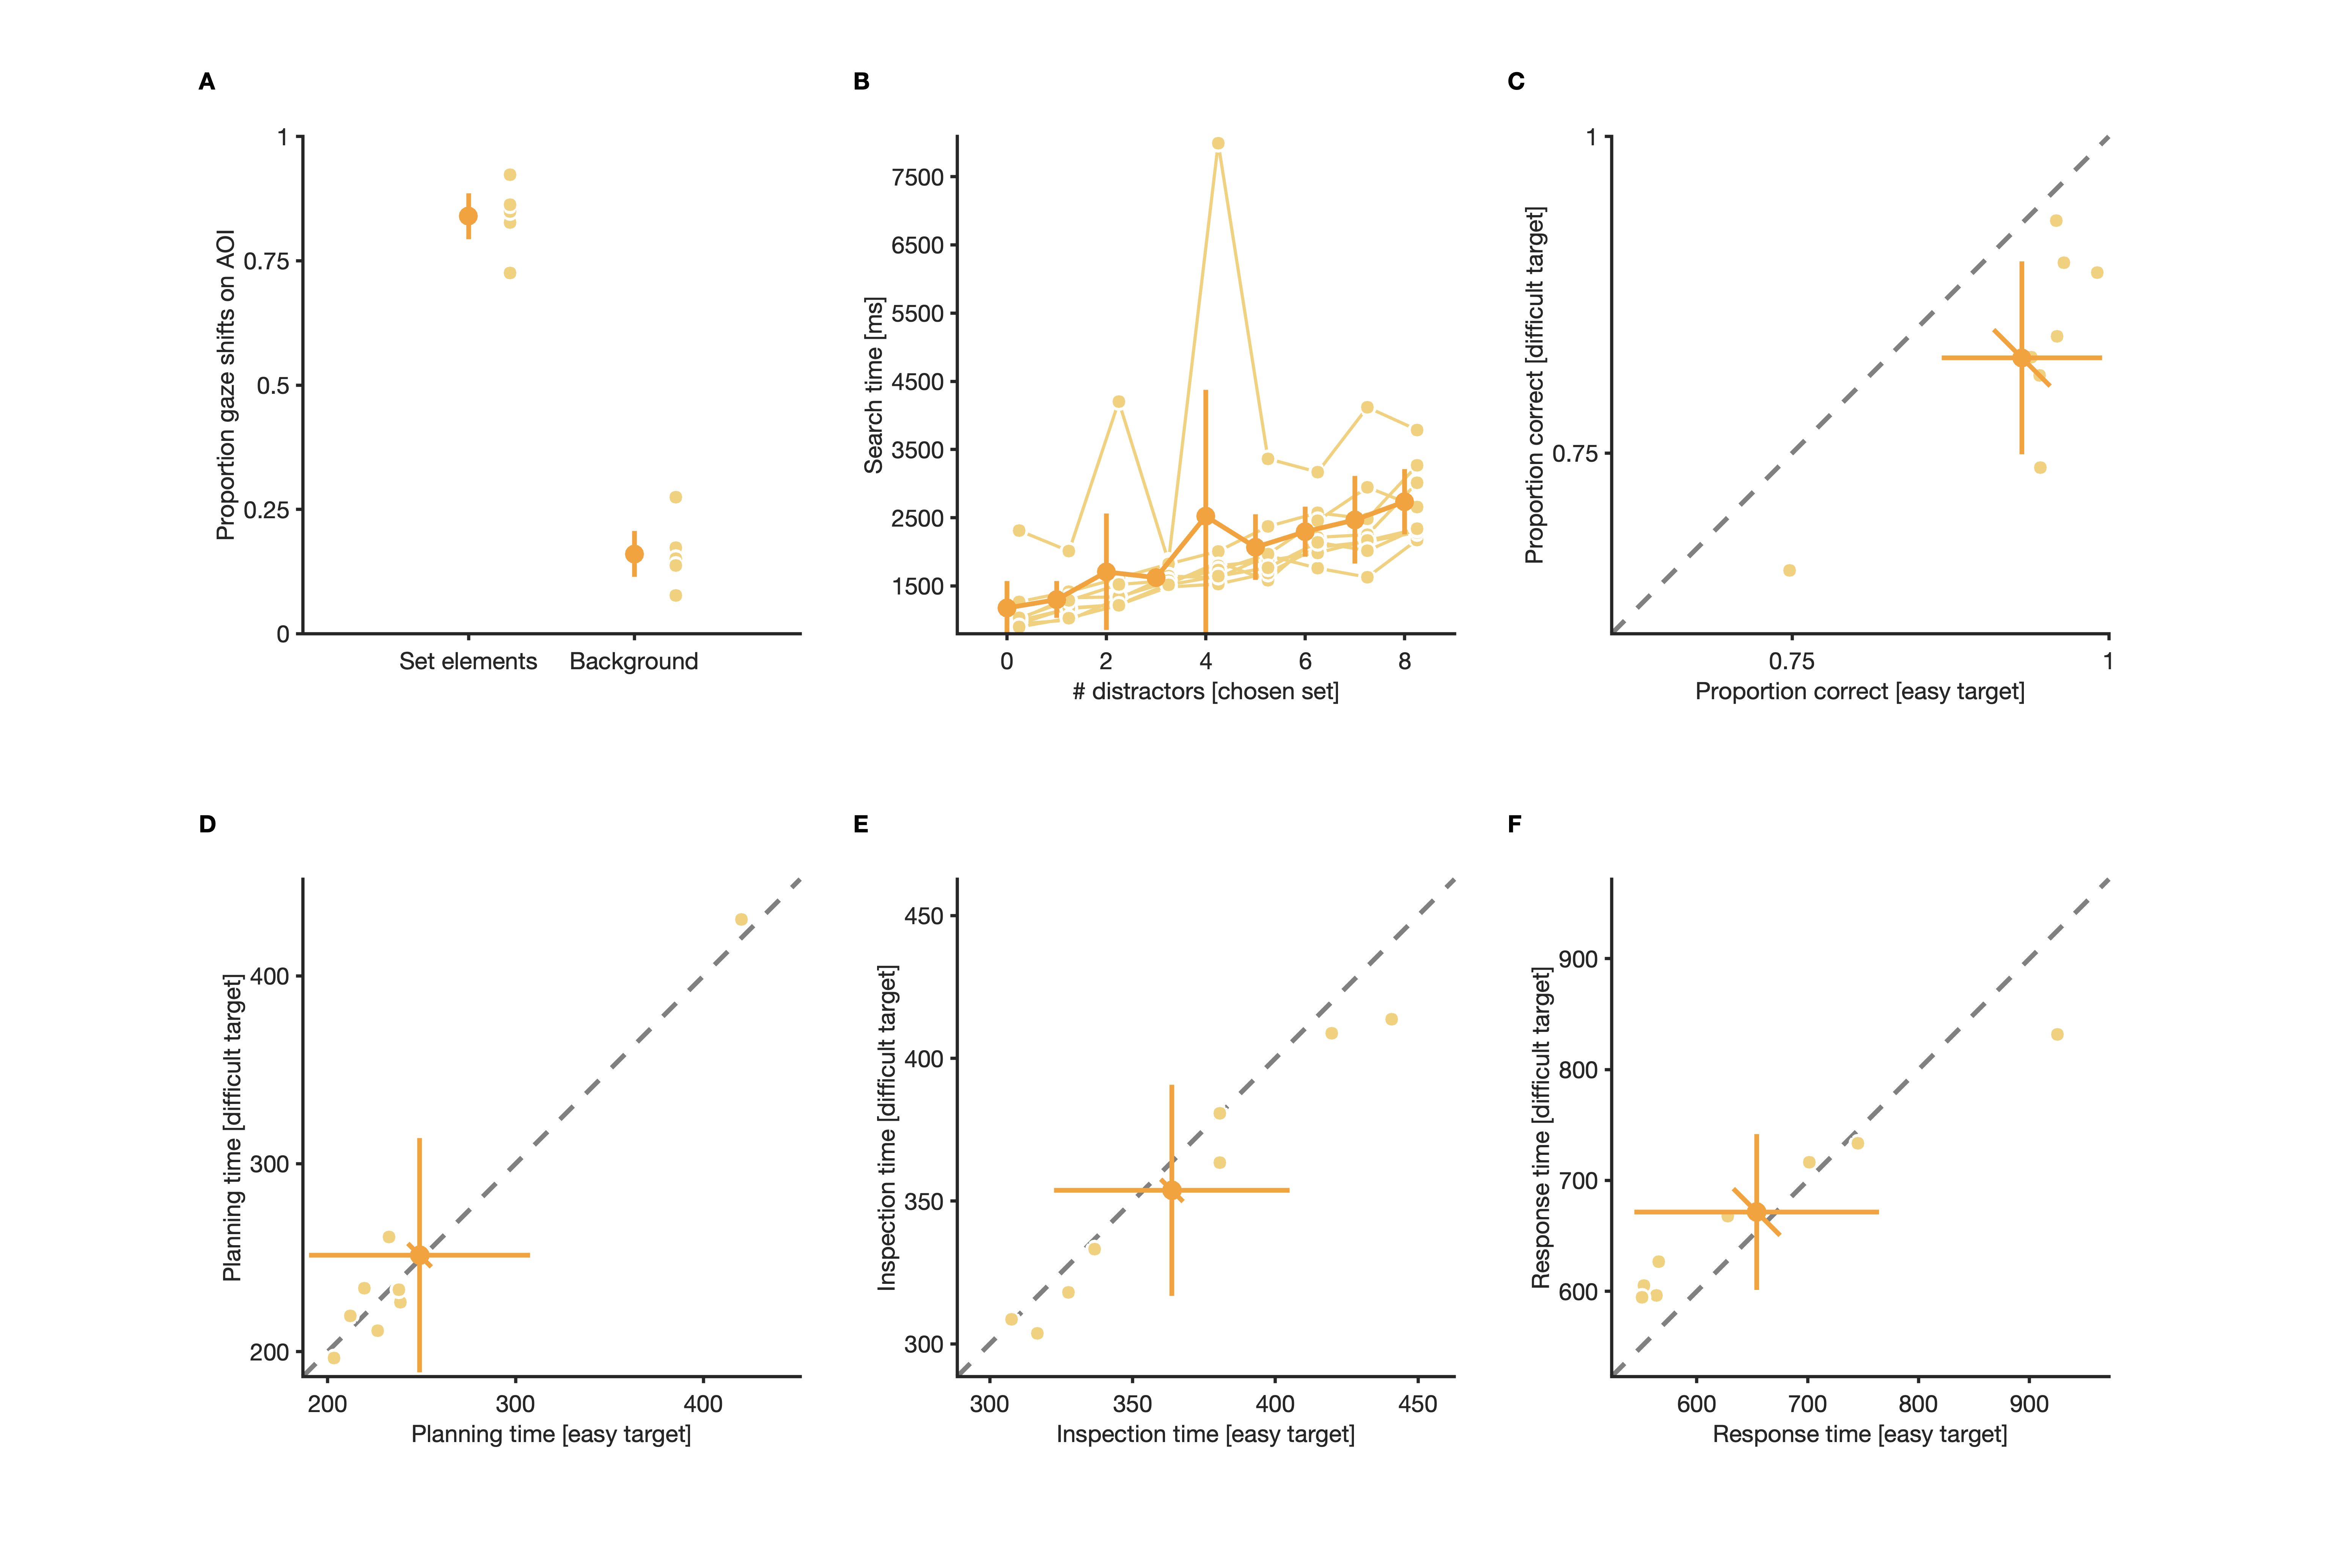 A
Proportion gaze shifts on AOI
1
0.75
0.5
0.25
0
Set elements
Background
B
Search time [ms]
7500
6500
5500
4500
3500
2500
1500
0
2
4
6
8
# distractors [chosen set]
C
Proportion correct [difficult target]
1
0.75
0.75
1
Proportion correct [easy target]
D
Planning time [difficult target]
400
300
200
200
300
400
Planning time [easy target]
E
Inspection time [difficult target]
450
400
350
300
300
350
400
450
Inspection time [easy target]
F
Response time [difficult target]
900
800
700
600
600
700
800
900
Response time [easy target]